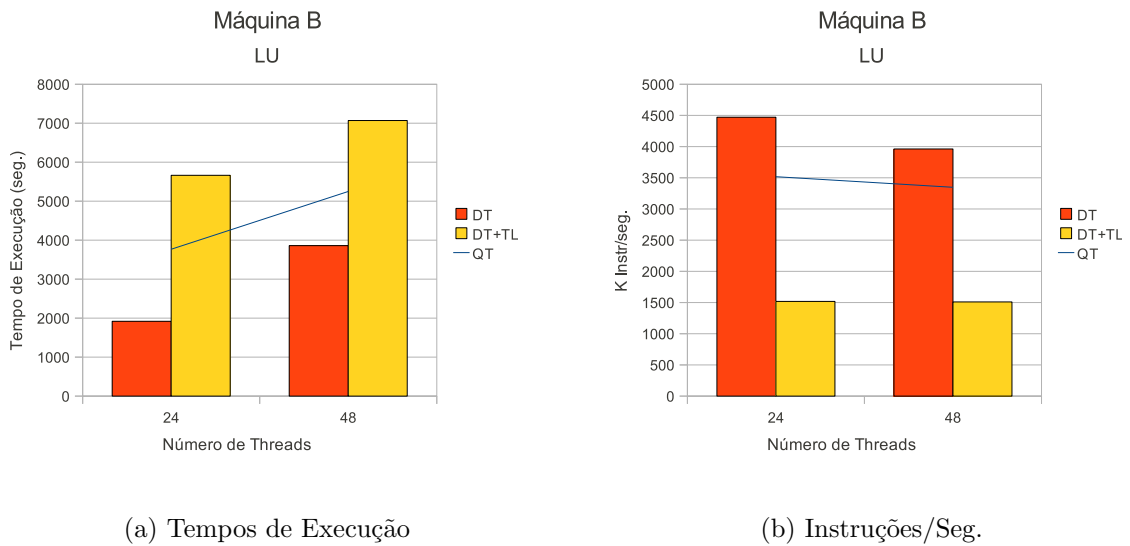 Máquina B
LU
Tempo de Execução (seg.)
8000
7000
6000
5000
4000
3000
2000
1000
0
24
48
Número de Threads
DT
DT+TL
QT
(a) Tempos de Execução
Máquina B
LU
K Instr/seg.
5000
4500
4000
3500
3000
2500
2000
1500
1000
500
0
24
48
Número de Threads
DT
DT+TL
QT
(b) Instruções/Seg.